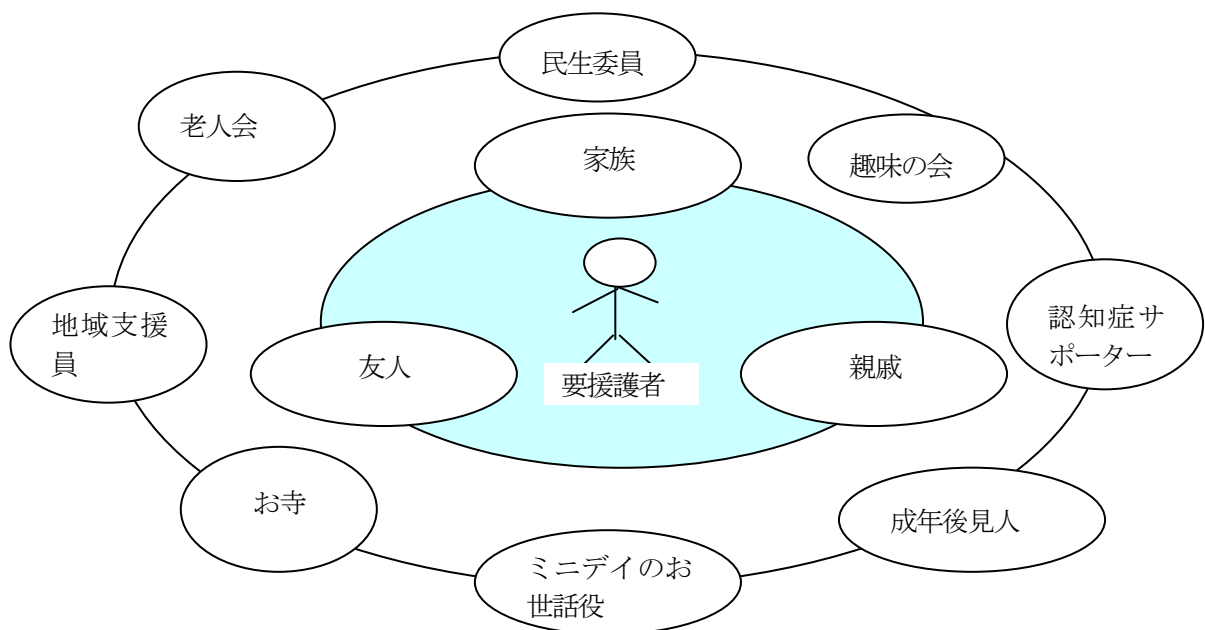 民生委員
老人会
家族
趣味の会
地域支援
員
認知症サ
ポーター
友人
親戚
要援護者
お寺
成年後見人
ミニデイのお
世話役